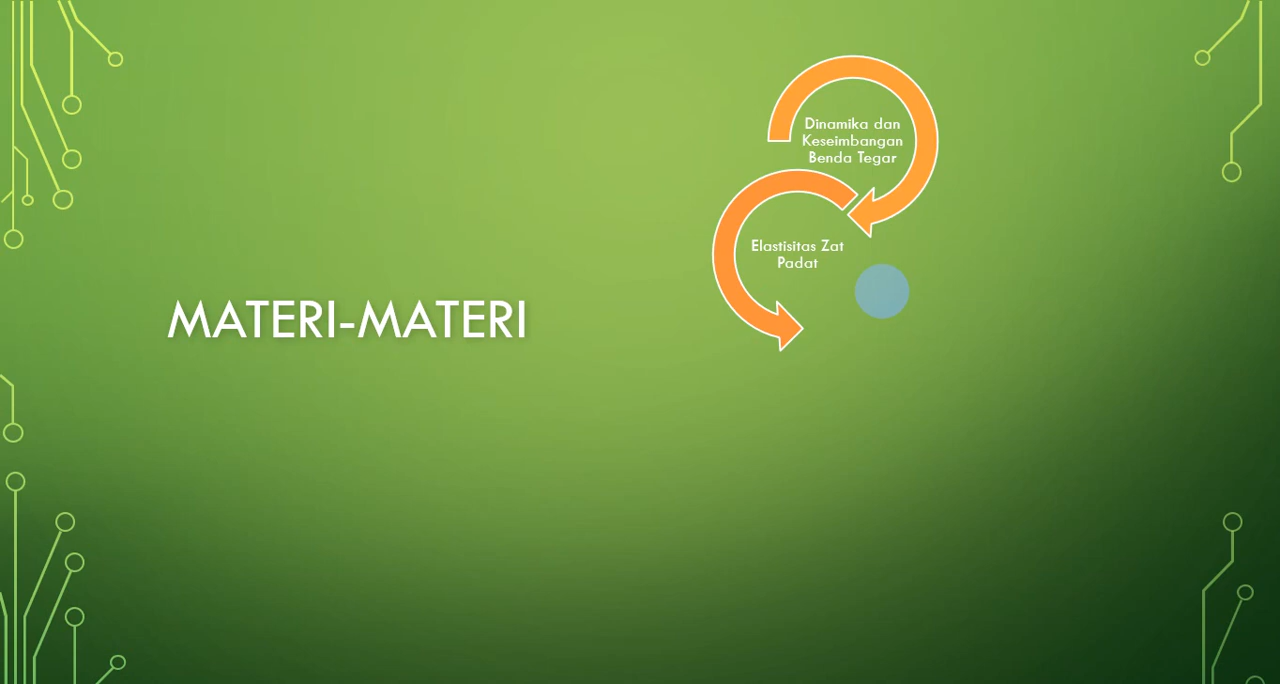 MATERI-MATERI
Dinamika dan
Keseimbangan
Benda Tegar
Elastisitas Zat
Padat